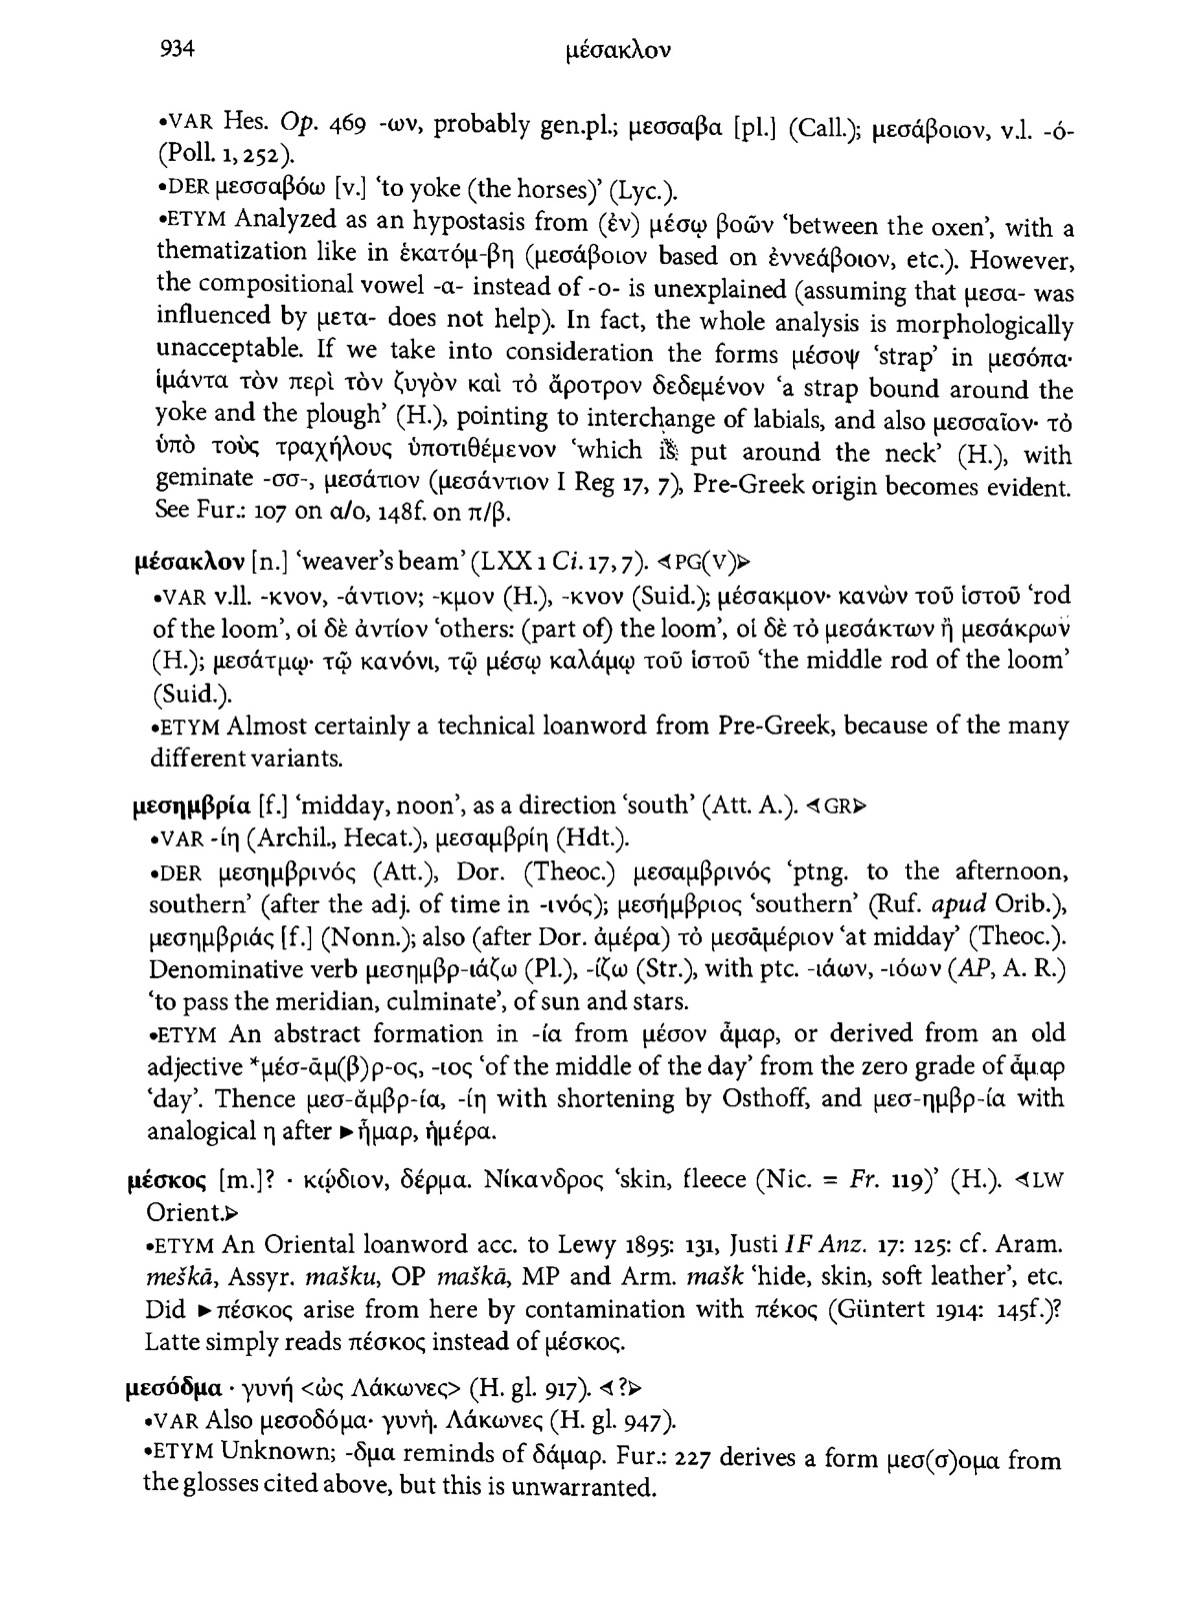 934
μέσακλον
•VAR Hes. Op. 469 -ων, probably gen.pl.; μεσσαβα [pl.] (Call.); μεσάβοιον, v.l. -ό-
(Poll. 1, 252).
•DER μεσσαβόω [v.] ‘to yoke (the horses)’ (Lyc.).
•ETYM Analyzed as an hypostasis from (ἐν) μέσῳ βοῶν ‘between the oxen’, with a
thematization like in ἑκατόμ-βη (μεσάβοιον based on ἐννεάβοιον, etc.). However,
the compositional vowel -α- instead of -ο- is unexplained (assuming that μεσα- was
influenced by μετα- does not help). In fact, the whole analysis is morphologically
unacceptable. If we take into consideration the forms μέσοψ ‘strap’ in μεσόπα·
ἱμάντα τὸν περὶ τὸν ζυγὸν καὶ τὸ ἄροτρον δεδεμένον ‘a strap bound around the
yoke and the plough’ (H.), pointing to interchange of labials, and also μεσσαῖον· τὸ
ὑπὸ τοὺς τραχήλους ὑποτιθέμενον ‘which is put around the neck’ (H.), with
geminate -σσ-, μεσάτιον (μεσάντιον I Reg 17, 7), Pre-Greek origin becomes evident.
See Fur.: 107 on α/ο, 148f. on π/β.
μέσακλον [n.] ‘weaver’s beam’ (LXX 1 Ci. 17, 7). ⊲PG(V)⊳
•VAR v.ll. -κνον, -άντιον; -κμον (H.), -κνον (Suid.); μέσακμον· κανὼν τοῦ ἱστοῦ ‘rod
of the loom’, οἱ δὲ ἀντίον ‘others: (part of) the loom’, οἱ δὲ τὸ μεσάκτων ἢ μεσάκρων
(H.); μεσάτμῳ· τῷ κανόνι, τῷ μέσῳ καλάμῳ τοῦ ἱστοῦ ‘the middle rod of the loom’
(Suid.).
•ETYM Almost certainly a technical loanword from Pre-Greek, because of the many
different variants.
μεσημβρία [f.] ‘midday, noon’, as a direction ‘south’ (Att. A.). ⊲GR⊳
•VAR -ίη (Archil., Hecat.), μεσαμβρίη (Hdt.).
•DER μεσημβρινός (Att.), Dor. (Theoc.) μεσαμβρινός ‘ptng. to the afternoon,
southern’ (after the adj. of time in -ινός); μεσήμβριος ‘southern’ (Ruf. apud Orib.),
μεσημβριάς [f.] (Nonn.); also (after Dor. ἀμέρα) τὸ μεσᾱμέριον ‘at midday’ (Theoc.).
Denominative verb μεσημβρ-ιάζω (Pl.), -ίζω (Str.), with ptc. -ιάων, -ιόων (AP, A. R.)
‘to pass the meridian, culminate’, of sun and stars.
•ETYM An abstract formation in -ία from μέσον ἆμαρ, or derived from an old
adjective *μέσ-ᾱμ(β)ρ-ος, -ιος ‘of the middle of the day’ from the zero grade of ἆμαρ
‘day’. Thence μεσ-ᾰμβρ-ία, -ίη with shortening by Osthoff, and μεσ-ημβρ-ία with
analogical η after ►ἦμαρ, ἡμέρα.
μέσκος [m.]? · κῴδιον, δέρμα. Νίκανδρος ‘skin, fleece (Nic. = Fr. 119)’ (H.). ⊲LW
Orient.⊳
•ETYM An Oriental loanword acc. to Lewy 1895: 131, Justi IF Anz. 17: 125: cf. Aram.
meškā, Assyr. mašku, OP maškā, MP and Arm. mašk ‘hide, skin, soft leather’, etc.
Did ►πέσκος arise from here by contamination with πέκος (Güntert 1914: 145f.)?
Latte simply reads πέσκος instead of μέσκος.
μεσόδμα · γυνή <ὡς Λάκωνες> (H. gl. 917). ⊲?⊳
•VAR Also μεσοδόμα· γυνὴ. Λάκωνες (H. gl. 947).
•ETYM Unknown; -δμα reminds of δάμαρ. Fur.: 227 derives a form μεσ(σ)ομα from
the glosses cited above, but this is unwarranted.